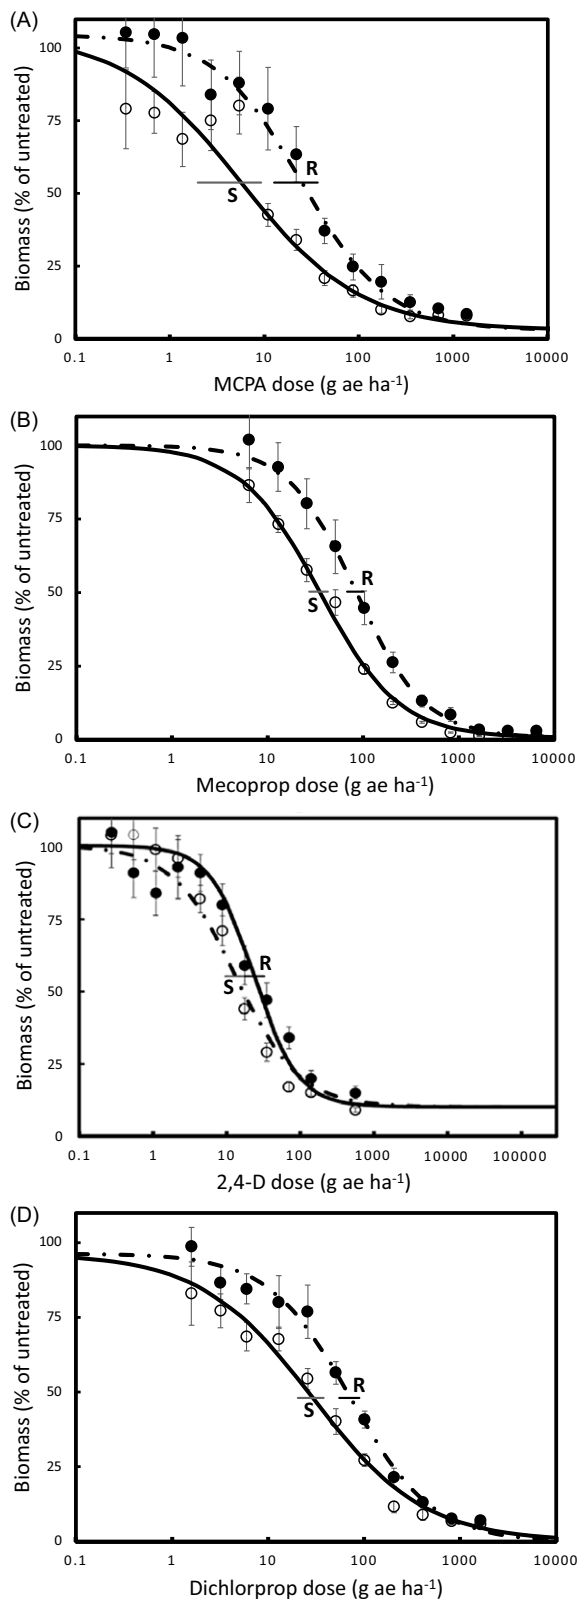 (A)
Biomass (% of untreated)
100
75
50
25
0
R
S
0.1 1 10 100 1000 10000
MCPA dose (g ae ha⁻¹)
(B)
Biomass (% of untreated)
100
75
50
25
0
R
S
0.1 1 10 100 1000 10000
Mecoprop dose (g ae ha⁻¹)
(C)
Biomass (% of untreated)
100
75
50
25
0
R
S
0.1 1 10 100 1000 10000 100000
2,4-D dose (g ae ha⁻¹)
(D)
Biomass (% of untreated)
100
75
50
25
0
R
S
0.1 1 10 100 1000 10000
Dichlorprop dose (g ae ha⁻¹)